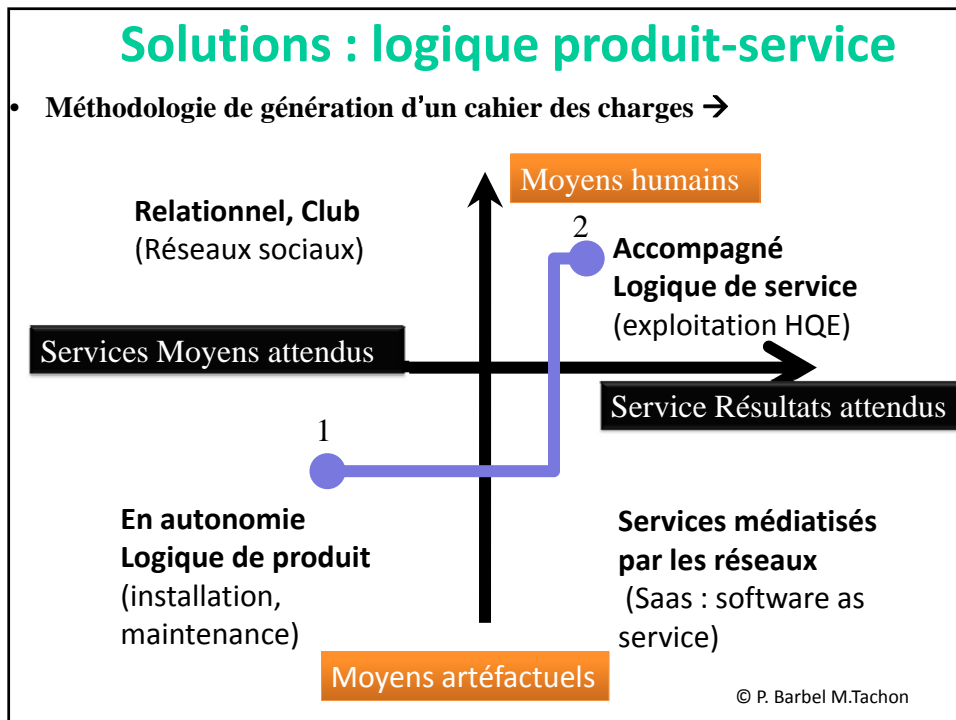 Solutions : logique produit-service
• Méthodologie de génération d'un cahier des charges →
Moyens humains
Relationnel, Club
(Réseaux sociaux)
2
Accompagné
Logique de service
(exploitation HQE)
Services Moyens attendus
Service Résultats attendus
1
En autonomie
Logique de produit
(installation,
maintenance)
Services médiatisés
par les réseaux
(Saas : software as
service)
Moyens artéfactuels
© P. Barbel M.Tachon